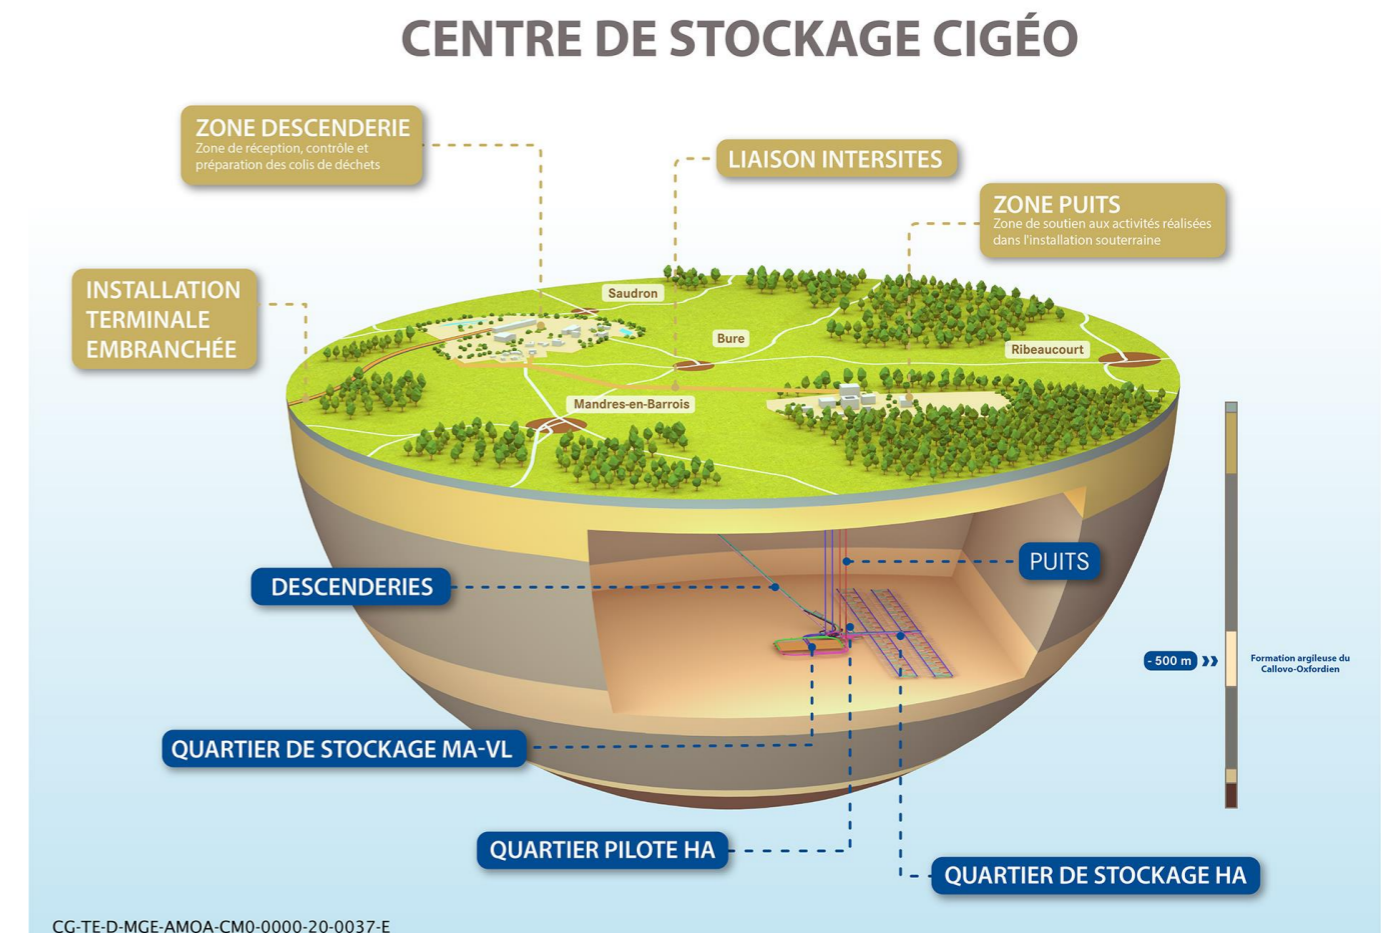 CENTRE DE STOCKAGE CIGÉO
ZONE DESCENDERIE
Zone de réception, contrôle et
préparation des colis de déchets
LIAISON INTERSITES
ZONE PUITS
Zone de soutien aux activités réalisées
dans l'installation souterraine
INSTALLATION
TERMINALE
EMBRANCHÉE
Saudron
Bure
Ribeaucourt
Mandres-en-Barrois
PUITS
DESCENDERIES
- 500 m
Formation argileuse du
Callovo-Oxfordien
QUARTIER DE STOCKAGE MA-VL
QUARTIER PILOTE HA
QUARTIER DE STOCKAGE HA
CG-TE-D-MGE-AMOA-CM0-0000-20-0037-E